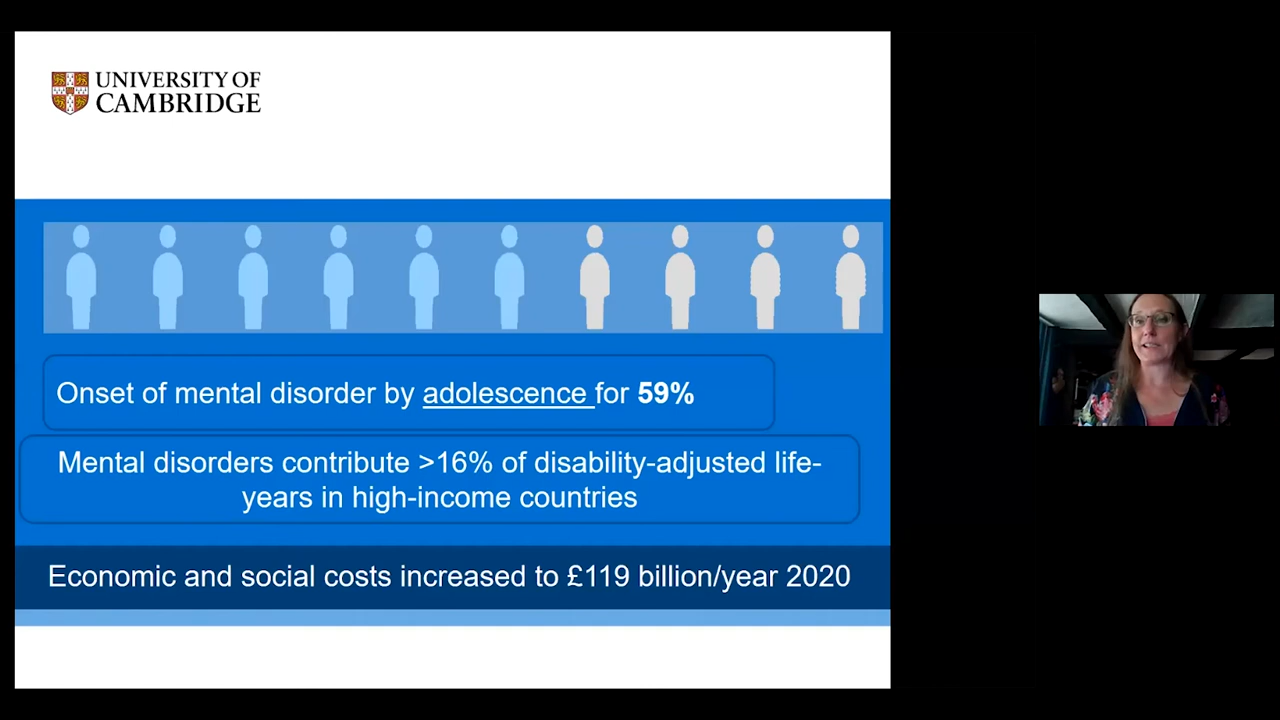 UNIVERSITY OF
CAMBRIDGE
Onset of mental disorder by adolescence for 59%
Mental disorders contribute >16% of disability-adjusted life-
years in high-income countries
Economic and social costs increased to £119 billion/year 2020